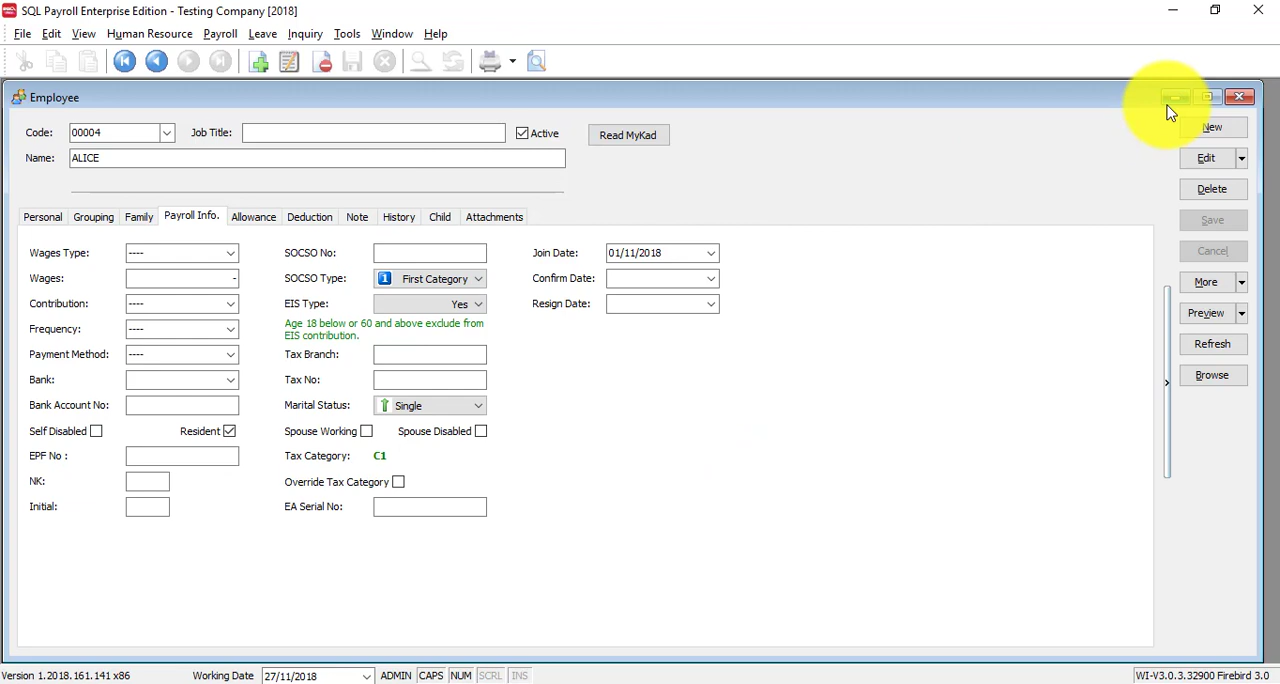 SQL Payroll Enterprise Edition - Testing Company [2018]
File Edit View Human Resource Payroll Leave Inquiry Tools Window Help
Employee
Code: 00004 Job Title: Active Read MyKad New
Name: ALICE Edit
Delete
Personal Grouping Family Payroll Info. Allowance Deduction Note History Child Attachments Save
Wages Type: ---- SOCSO No: Join Date: 01/11/2018 Cancel
Wages: - SOCSO Type: 1 First Category Confirm Date: More
Contribution: ---- EIS Type: Yes Resign Date: Preview
Frequency: ---- Age 18 below or 60 and above exclude from
EIS contribution. Refresh
Payment Method: ---- Tax Branch:
Bank: Tax No: > Browse
Bank Account No: Marital Status: Single
Self Disabled Resident Spouse Working Spouse Disabled
EPF No : Tax Category: C1
NK: Override Tax Category
Initial: EA Serial No:
Version 1.2018.161.141 x86 Working Date 27/11/2018 ADMIN CAPS NUM SCRL INS WI-V3.0.3.32900 Firebird 3.0